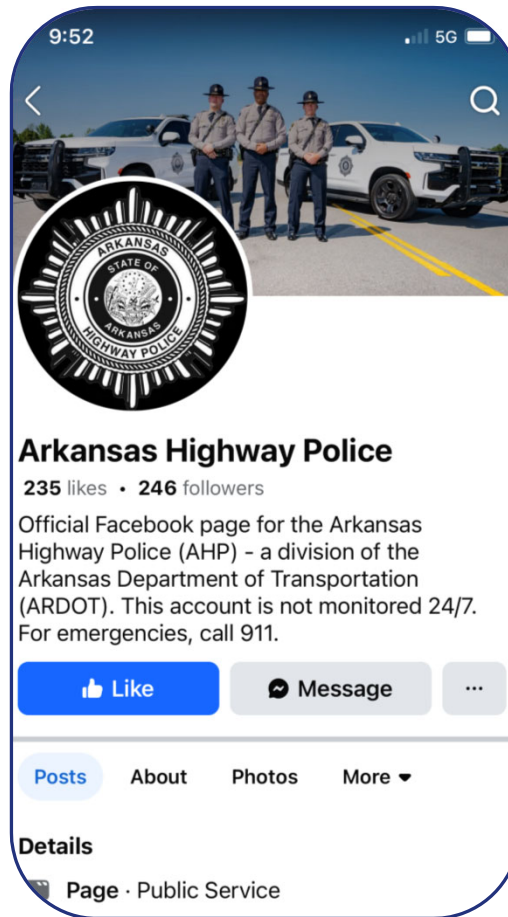 9:52
5G
ARKANSAS
STATE OF
ARKANSAS
HIGHWAY POLICE
Arkansas Highway Police
235 likes • 246 followers
Official Facebook page for the Arkansas
Highway Police (AHP) - a division of the
Arkansas Department of Transportation
(ARDOT). This account is not monitored 24/7.
For emergencies, call 911.
Like Message ...
Posts About Photos More
Details
Page · Public Service